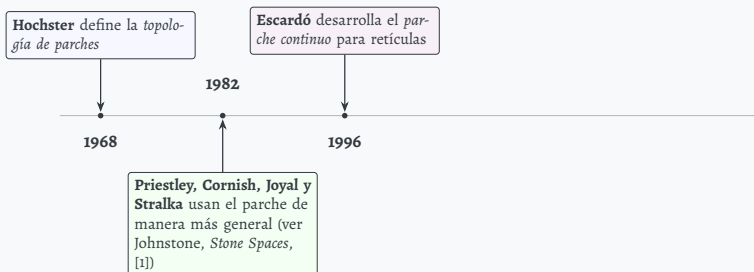 Hochster define la topolo-
gía de parches
Escardó desarrolla el par-
che continuo para retículas
1982
1968
1996
Priestley, Cornish, Joyal y
Stralka usan el parche de
manera más general (ver
Johnstone, Stone Spaces,
[1])